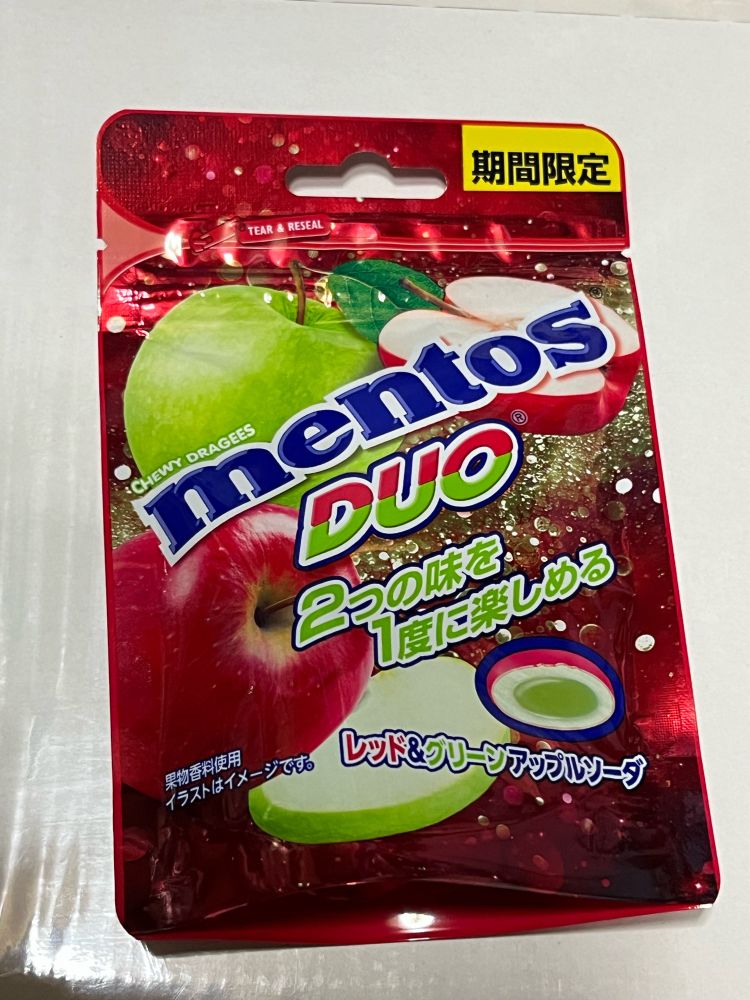 期間限定
TEAR & RESEAL
CHEWY DRAGEES
mentos®
DUO®
2つの味を
1度に楽しめる
レッド&グリーンアップルソーダ
果物香料使用
イラストはイメージです。